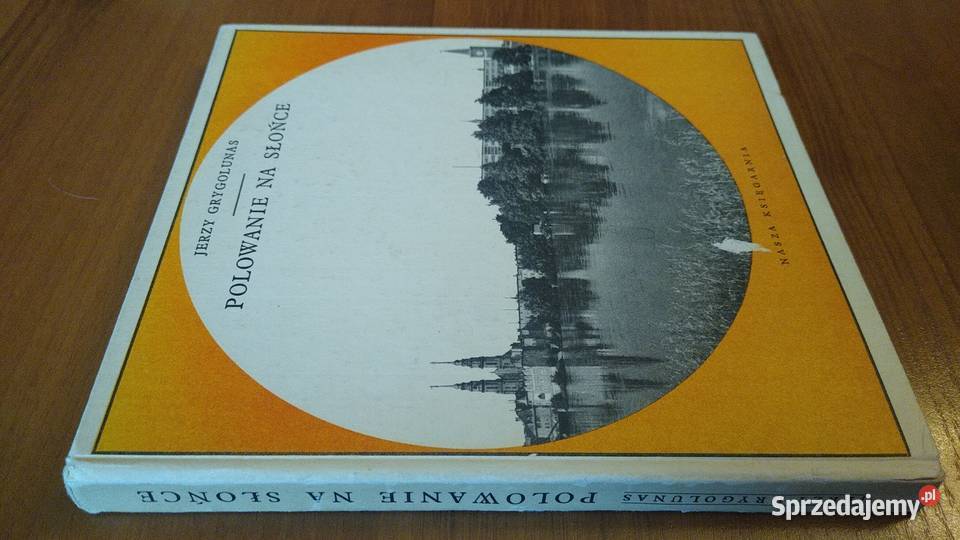 JERZY GRYGOLUNAS
POLOWANIE NA SŁOŃCE
NASZA KSIĘGARNIA
RYGOLUNAS
POLOWANIE NA SŁOŃCE
Sprzedajemy.pl